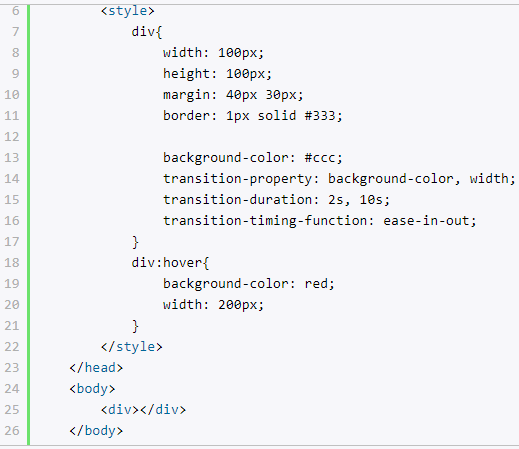 6 <style>
7 div{
8 width: 100px;
9 height: 100px;
10 margin: 40px 30px;
11 border: 1px solid #333;
12
13 background-color: #ccc;
14 transition-property: background-color, width;
15 transition-duration: 2s, 10s;
16 transition-timing-function: ease-in-out;
17 }
18 div:hover{
19 background-color: red;
20 width: 200px;
21 }
22 </style>
23 </head>
24 <body>
25 <div></div>
26 </body>